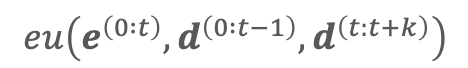 eu(e^(0:t), d^(0:t−1), d^(t:t+k))